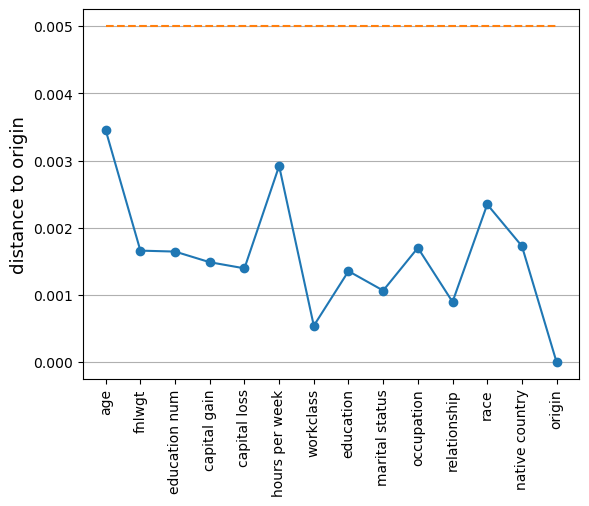 distance to origin
0.005
0.004
0.003
0.002
0.001
0.000
age
fnlwgt
education num
capital gain
capital loss
hours per week
workclass
education
marital status
occupation
relationship
race
native country
origin